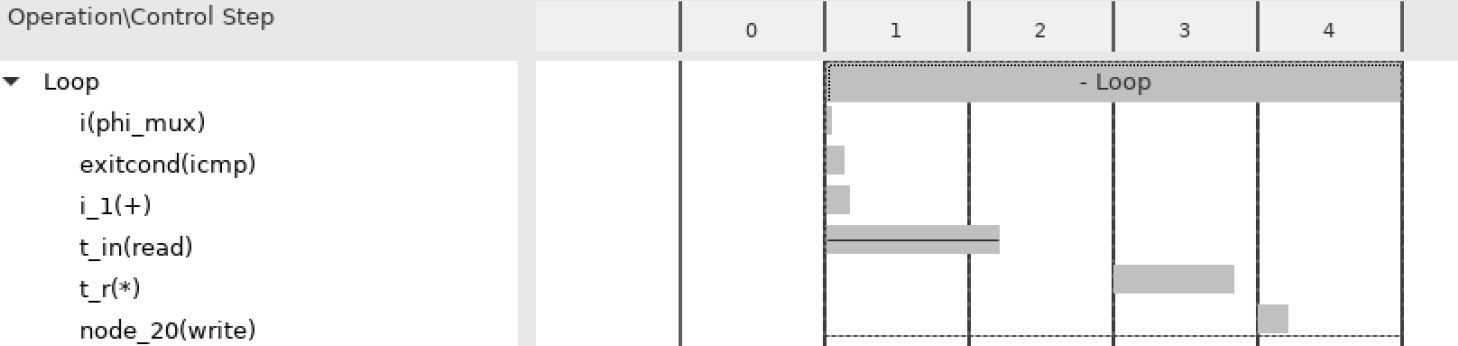 Operation\Control Step 0 1 2 3 4
Loop - Loop
i(phi_mux)
exitcond(icmp)
i_1(+)
t_in(read)
t_r(*)
node_20(write)